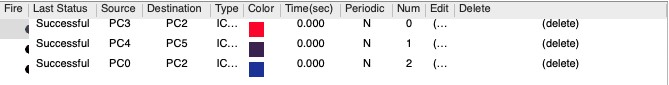 Fire Last Status Source Destination Type Color Time(sec) Periodic Num Edit Delete
Successful PC3 PC2 IC... N 0.000 N 0 (... (delete)
Successful PC4 PC5 IC... 0.000 N 1 (... (delete)
Successful PC0 PC2 IC... 0.000 N 2 (... (delete)